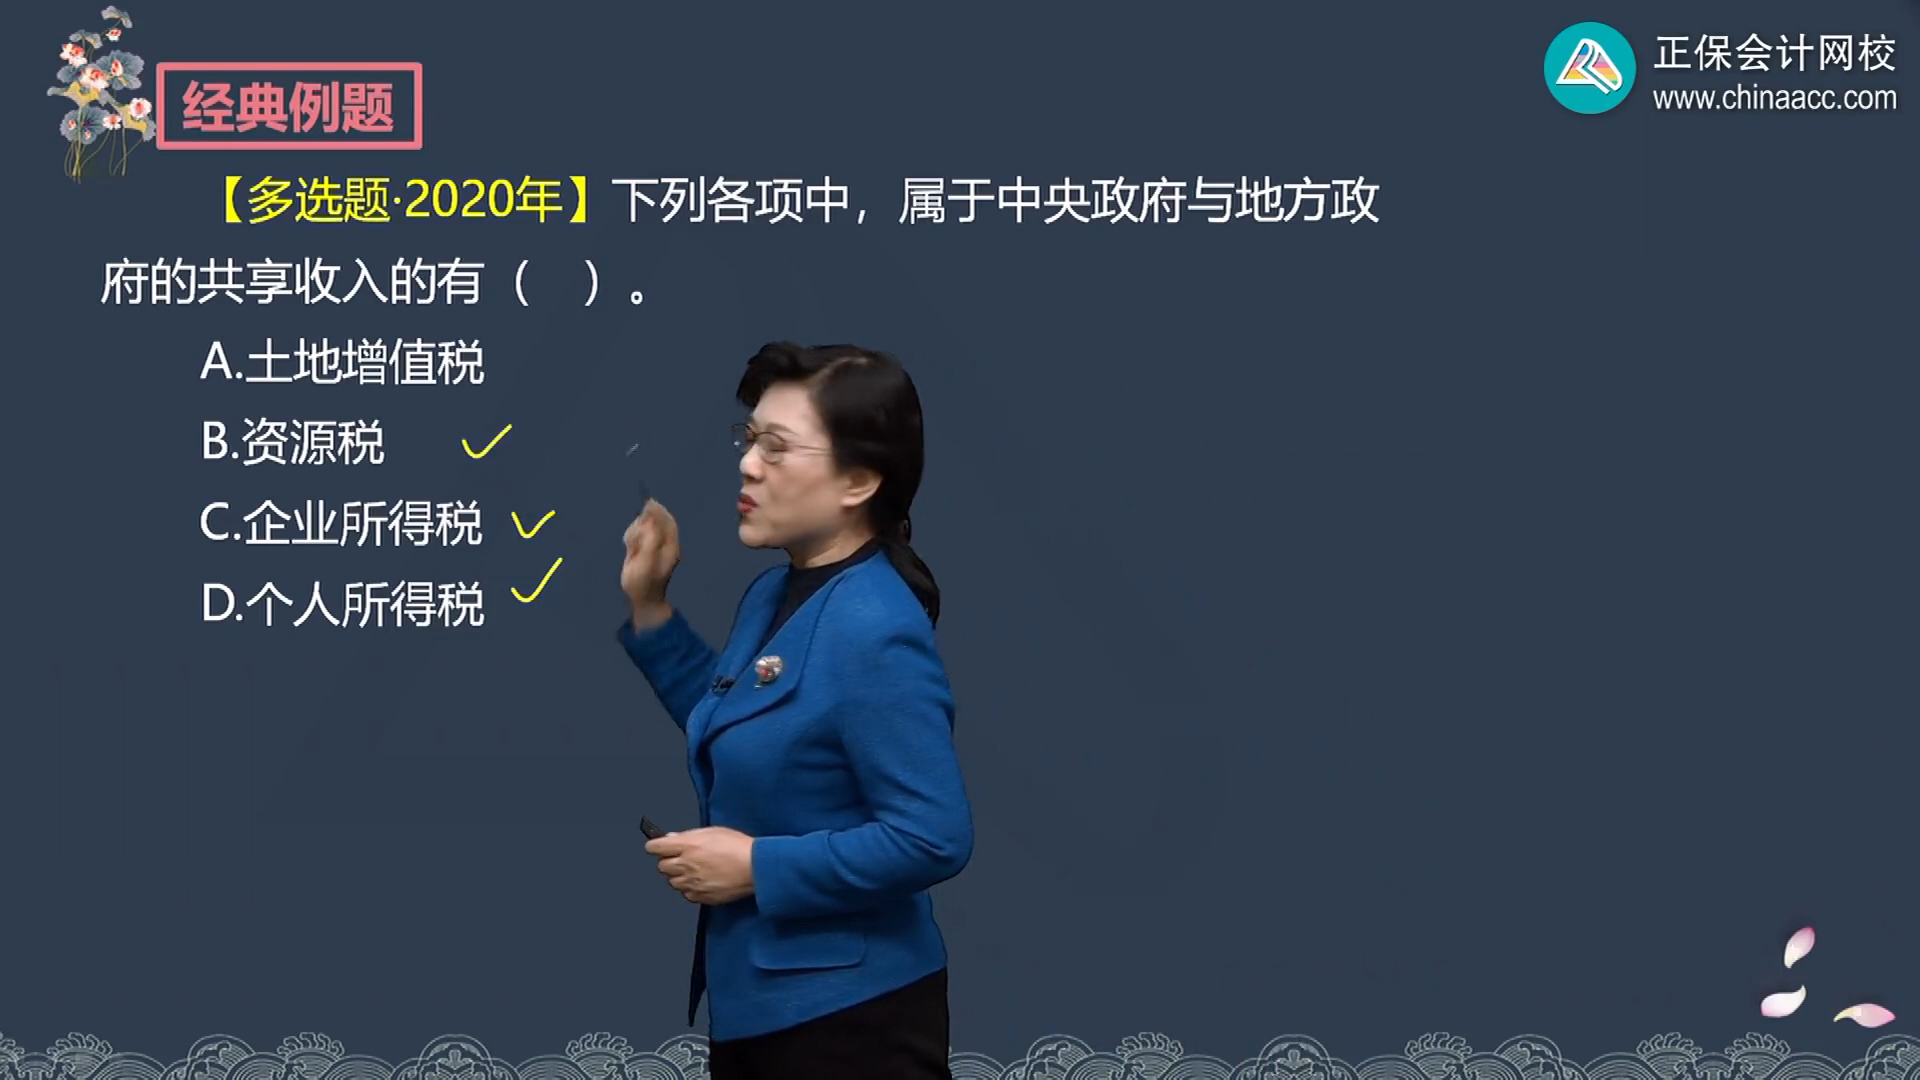 正保会计网校
www.chinaacc.com
经典例题
【多选题·2020年】下列各项中，属于中央政府与地方政
府的共享收入的有（　）。
A.土地增值税
B.资源税
C.企业所得税
D.个人所得税